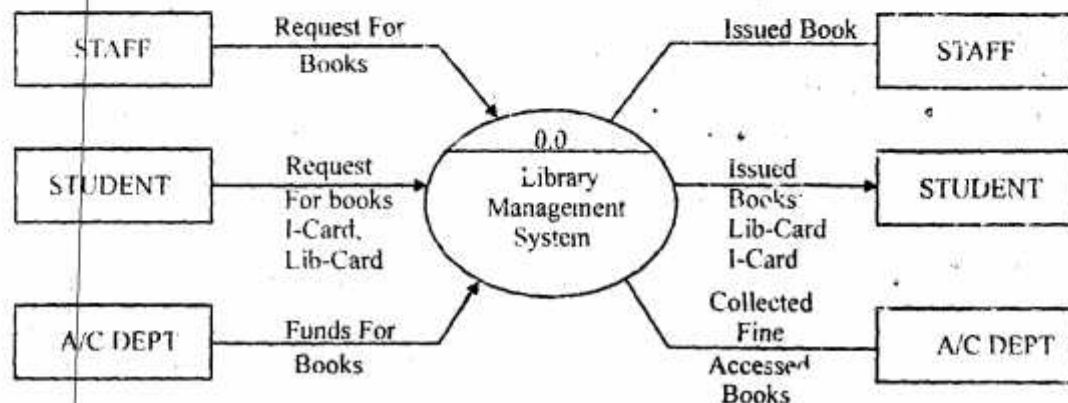 STAFF
Request For
Books
Issued Book
STAFF
0.0
Library
Management
System
STUDENT
Request
For books
I-Card,
Lib-Card
Issued
Books
Lib-Card
I-Card
STUDENT
A/C DEPT
Funds For
Books
Collected
Fine
Accessed
Books
A/C DEPT